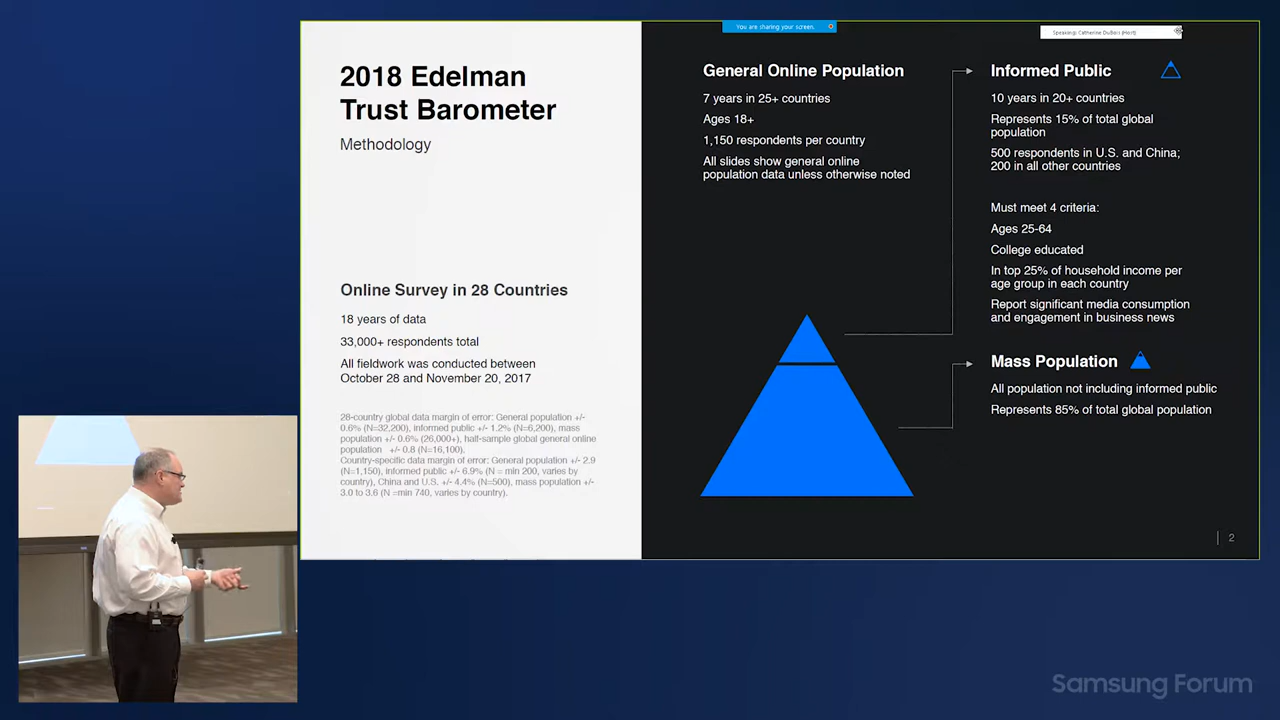 You are sharing your screen.
Speaking: Catherine DuBois (Host)
2018 Edelman
Trust Barometer
Methodology
Online Survey in 28 Countries
18 years of data
33,000+ respondents total
All fieldwork was conducted between
October 28 and November 20, 2017
28-country global data margin of error: General population +/-
0.6% (N=32,200), informed public +/- 1.2% (N=6,200), mass
population +/- 0.6% (26,000+), half-sample global general online
population +/- 0.8 (N=16,100).
Country-specific data margin of error: General population +/- 2.9
(N=1,150), informed public +/- 6.9% (N = min 200, varies by
country), China and U.S. +/- 4.4% (N=500), mass population +/-
3.0 to 3.6 (N =min 740, varies by country).
General Online Population
7 years in 25+ countries
Ages 18+
1,150 respondents per country
All slides show general online
population data unless otherwise noted
Informed Public
10 years in 20+ countries
Represents 15% of total global
population
500 respondents in U.S. and China;
200 in all other countries
Must meet 4 criteria:
Ages 25-64
College educated
In top 25% of household income per
age group in each country
Report significant media consumption
and engagement in business news
Mass Population
All population not including informed public
Represents 85% of total global population
2
Samsung Forum